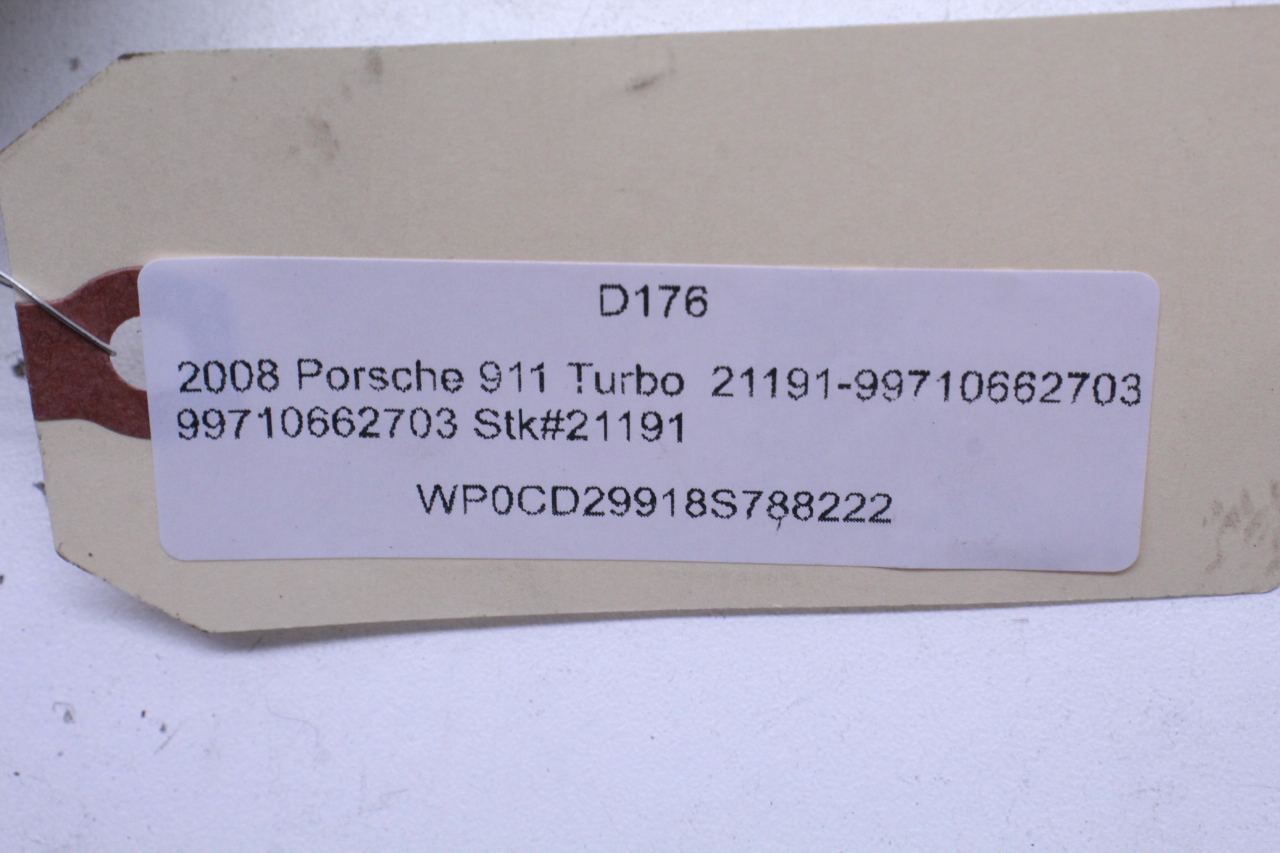 D176
2008 Porsche 911 Turbo 21191-99710662703
99710662703 Stk#21191
WP0CD29918S788222